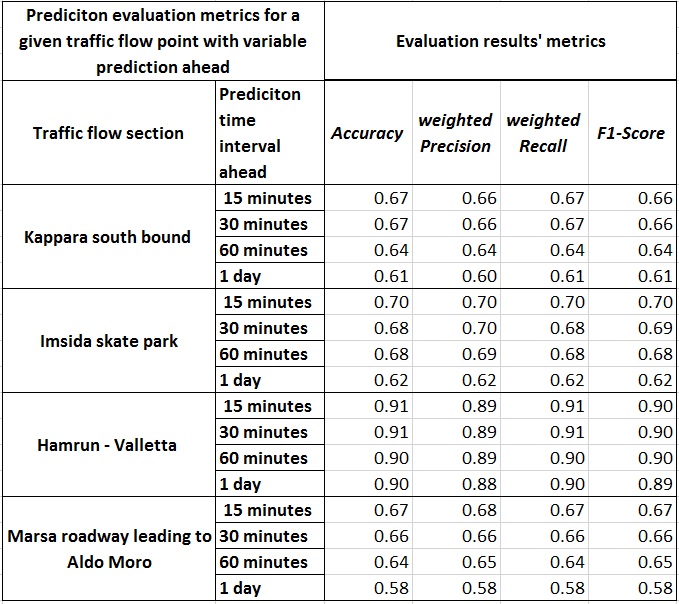 Prediciton evaluation metrics for a
given traffic flow point with variable
prediction ahead
Evaluation results' metrics
Traffic flow section
Prediciton
time
interval
ahead
Accuracy
weighted
Precision
weighted
Recall
F1-Score
Kappara south bound
15 minutes 0.67 0.66 0.67 0.66
30 minutes 0.67 0.66 0.67 0.66
60 minutes 0.64 0.64 0.64 0.64
1 day 0.61 0.60 0.61 0.61
Imsida skate park
15 minutes 0.70 0.70 0.70 0.70
30 minutes 0.68 0.70 0.68 0.69
60 minutes 0.68 0.69 0.68 0.68
1 day 0.62 0.62 0.62 0.62
Hamrun - Valletta
15 minutes 0.91 0.89 0.91 0.90
30 minutes 0.91 0.89 0.91 0.90
60 minutes 0.90 0.89 0.90 0.90
1 day 0.90 0.88 0.90 0.89
Marsa roadway leading to
Aldo Moro
15 minutes 0.67 0.68 0.67 0.67
30 minutes 0.66 0.66 0.66 0.66
60 minutes 0.64 0.65 0.64 0.65
1 day 0.58 0.58 0.58 0.58